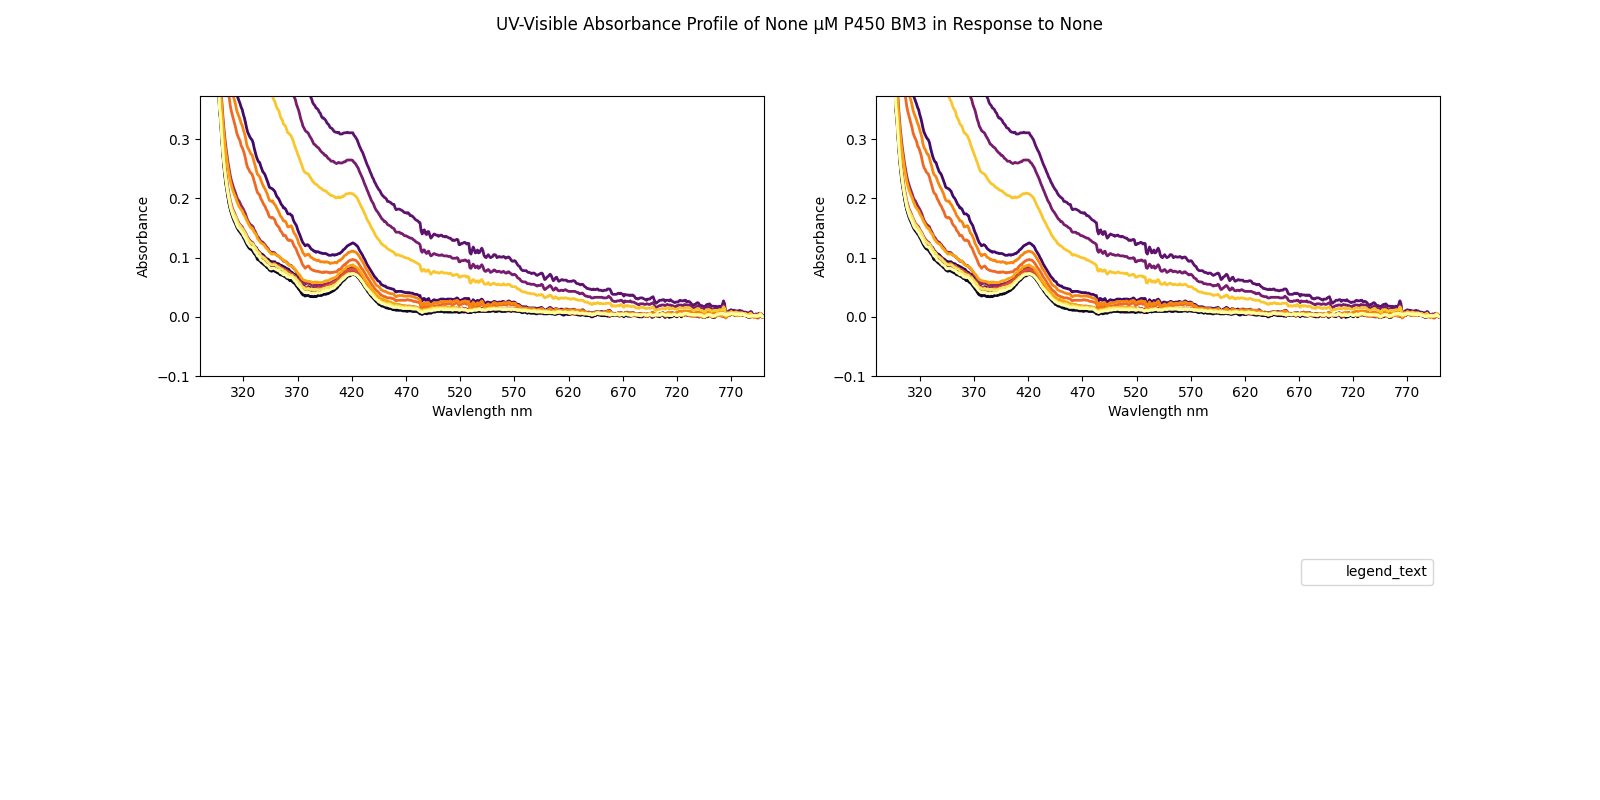 UV-Visible Absorbance Profile of None μM P450 BM3 in Response to None
0.3
0.2
0.1
0.0
−0.1
Absorbance
320 370 420 470 520 570 620 670 720 770
Wavlength nm
0.3
0.2
0.1
0.0
−0.1
Absorbance
320 370 420 470 520 570 620 670 720 770
Wavlength nm
legend_text